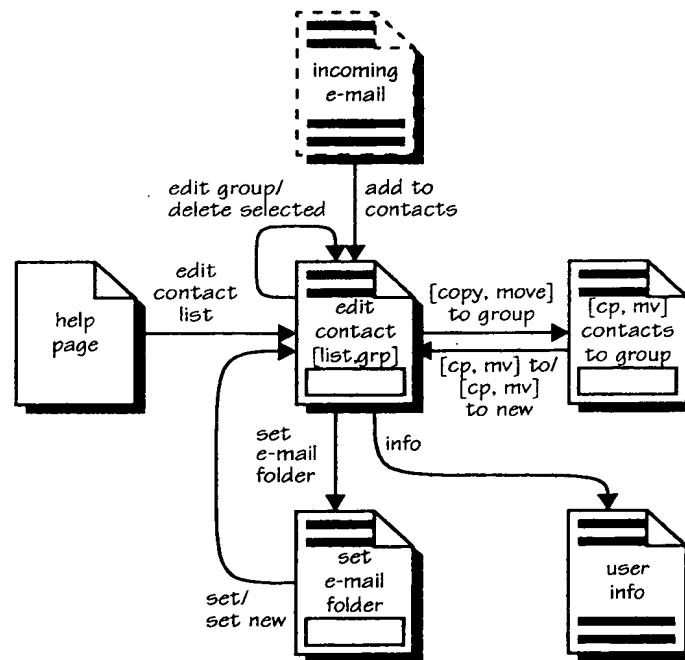 incoming
e-mail
edit group/
delete selected
add to
contacts
help
page
edit
contact
list
edit
contact
[list,grp]
[copy, move]
to group
[cp, mv] to/
[cp, mv]
to new
[cp, mv]
contacts
to group
set
e-mail
folder
info
set/
set new
set
e-mail
folder
user
info